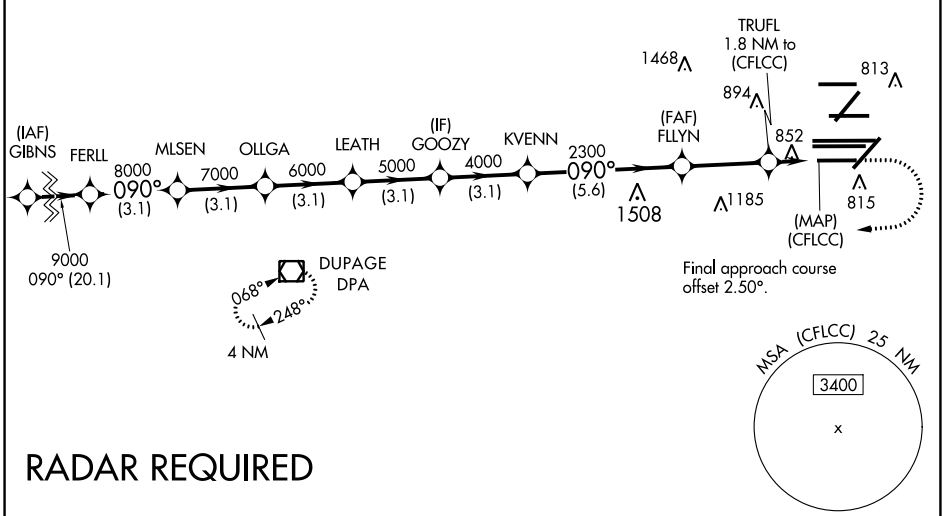 TRUFL
1.8 NM to
(CFLCC)
1468
813
894
(FAF)
FLLYN
852
(IAF)
GIBNS
FERLL
MLSEN
OLLGA
LEATH
(IF)
GOOZY
KVENN
8000
090°
(3.1)
7000
(3.1)
6000
(3.1)
5000
(3.1)
4000
(3.1)
2300
090°
(5.6)
1508
1185
815
(MAP)
(CFLCC)
9000
090° (20.1)
DUPAGE
DPA
068°
248°
4 NM
Final approach course
offset 2.50°.
MSA (CFLCC) 25 NM
3400
x
RADAR REQUIRED